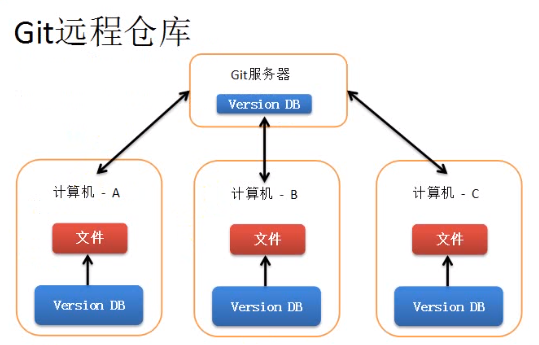 Git远程仓库
Git服务器
Version DB
计算机 - A
计算机 - B
计算机 - C
文件
文件
文件
Version DB
Version DB
Version DB